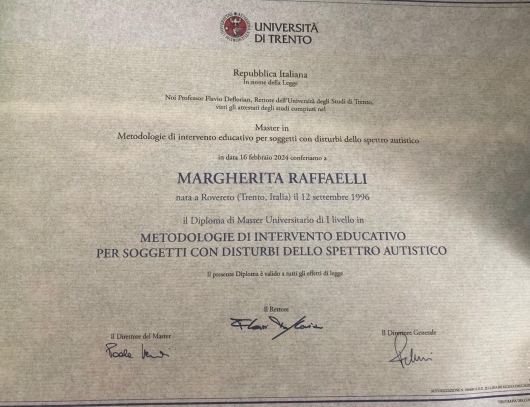 UNIVERSITÀ
DI TRENTO
Repubblica Italiana
In nome della Legge
Noi Professor Flavio Deflorian, Rettore dell'Università degli Studi di Trento,
visti gli attestati degli studi compiuti nel
Master in
Metodologie di intervento educativo per soggetti con disturbi dello spettro autistico
in data 16 febbraio 2024 conferiamo a
MARGHERITA RAFFAELLI
nata a Rovereto (Trento, Italia) il 12 settembre 1996
il Diploma di Master Universitario di I livello in
METODOLOGIE DI INTERVENTO EDUCATIVO
PER SOGGETTI CON DISTURBI DELLO SPETTRO AUTISTICO
Il presente Diploma è valido a tutti gli effetti di legge
Il Rettore
Il Direttore del Master
Il Direttore Generale